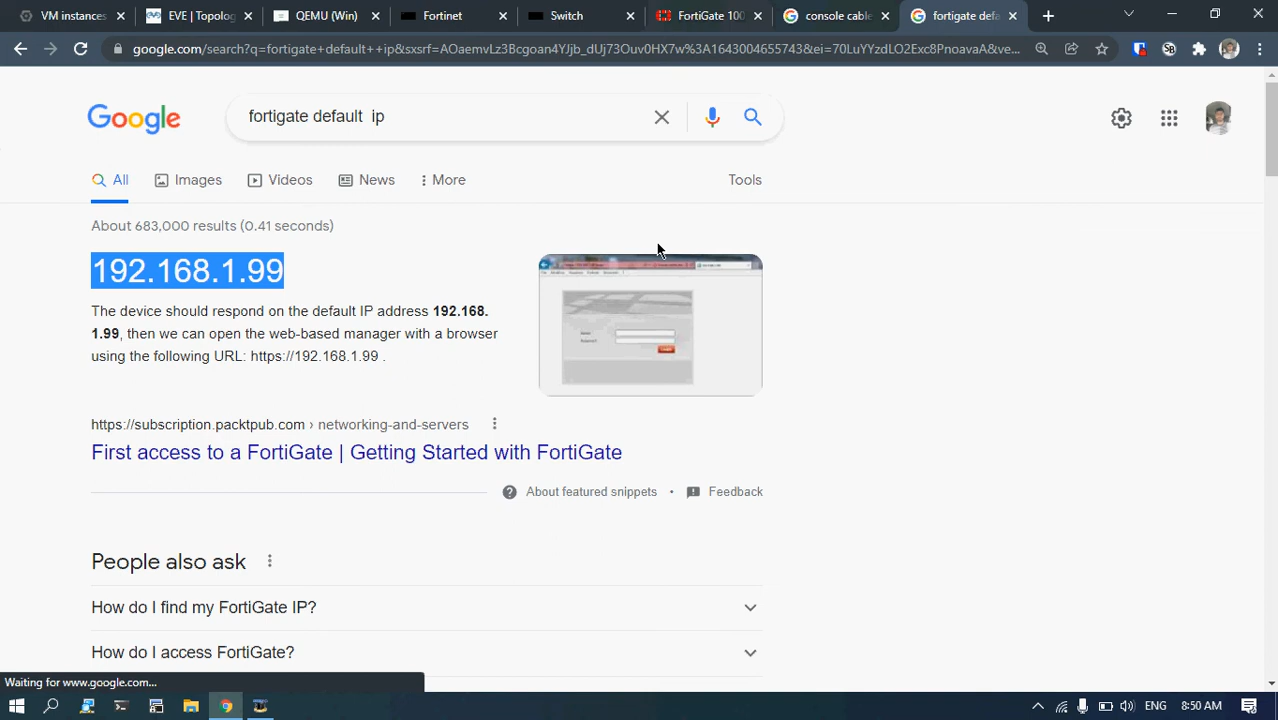 VM instances
EVE | Topolog
QEMU (Win)
Fortinet
Switch
FortiGate 100
console cable
fortigate defa
google.com/search?q=fortigate+default++ip&sxsrf=AOaemvLz3Bcgoan4YJjb_dUj73Ouv0HX7w%3A1643004655743&ei=70LuYYzdLO2Exc8PnoavaA&ve...
Google
fortigate default  ip
All
Images
Videos
News
More
Tools
About 683,000 results (0.41 seconds)
192.168.1.99
The device should respond on the default IP address 192.168.
1.99, then we can open the web-based manager with a browser
using the following URL: https://192.168.1.99 .
https://subscription.packtpub.com › networking-and-servers
First access to a FortiGate | Getting Started with FortiGate
About featured snippets • Feedback
People also ask
How do I find my FortiGate IP?
How do I access FortiGate?
Waiting for www.google.com...
ENG
8:50 AM